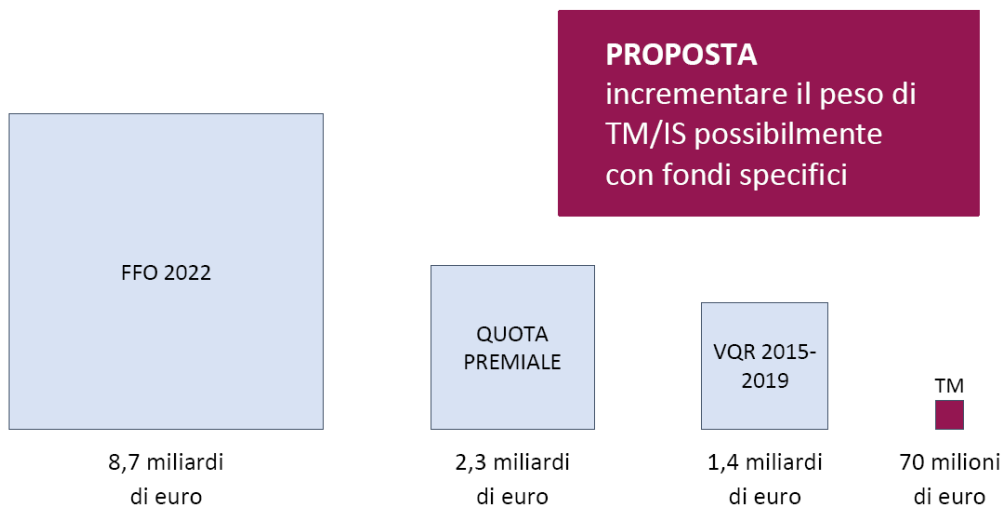 PROPOSTA
incrementare il peso di
TM/IS possibilmente
con fondi specifici
FFO 2022
QUOTA
PREMIALE
VQR 2015-
2019
TM
8,7 miliardi
di euro
2,3 miliardi
di euro
1,4 miliardi
di euro
70 milioni
di euro